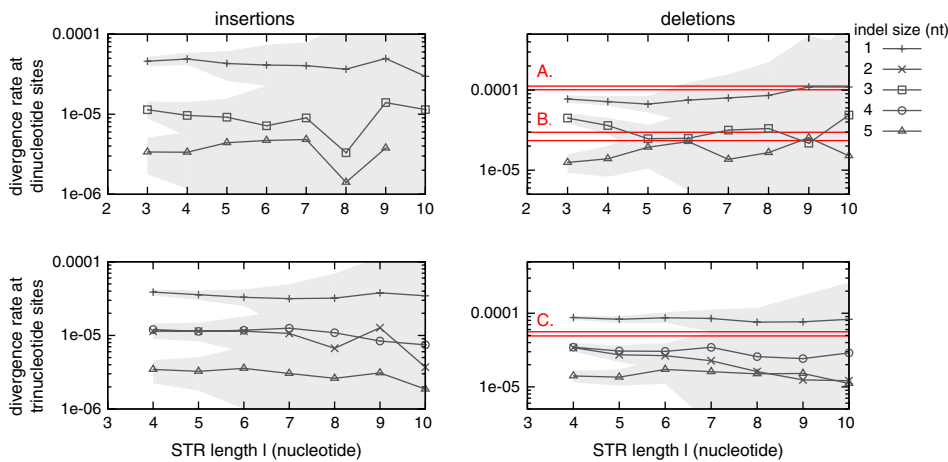 insertions
deletions
indel size (nt)
1
2
3
4
5
divergence rate at
dinucleotide sites
0.0001
1e-05
1e-06
2 3 4 5 6 7 8 9 10
A.
B.
0.0001
1e-05
2 3 4 5 6 7 8 9 10
divergence rate at
trinucleotide sites
0.0001
1e-05
1e-06
3 4 5 6 7 8 9 10
STR length l (nucleotide)
C.
0.0001
1e-05
3 4 5 6 7 8 9 10
STR length l (nucleotide)